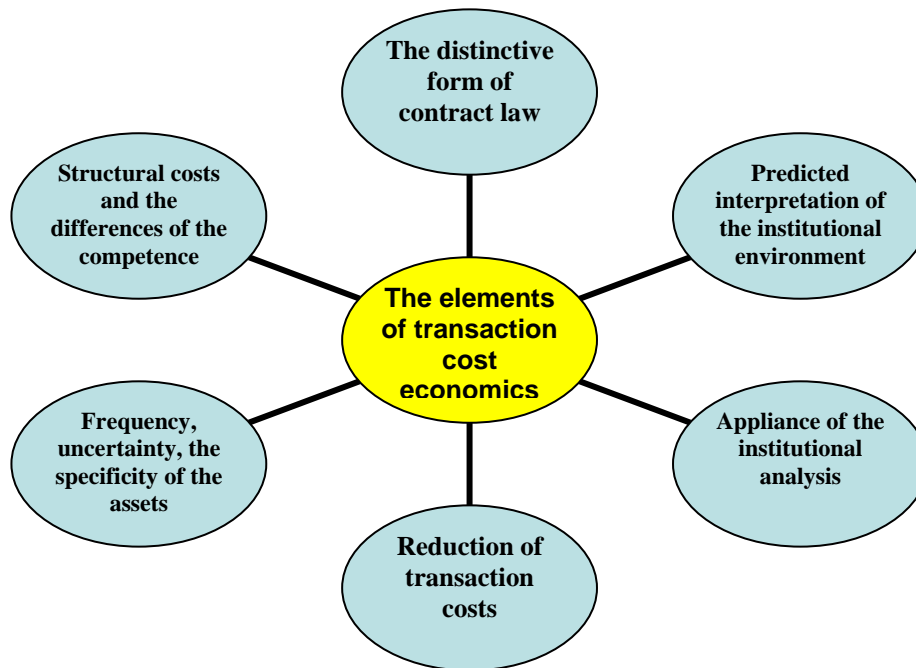 The distinctive
form of
contract law
Structural costs
and the
differences of the
competence
Predicted
interpretation of
the institutional
environment
The elements
of transaction
cost
economics
Frequency,
uncertainty, the
specificity of the
assets
Appliance of the
institutional
analysis
Reduction of
transaction
costs